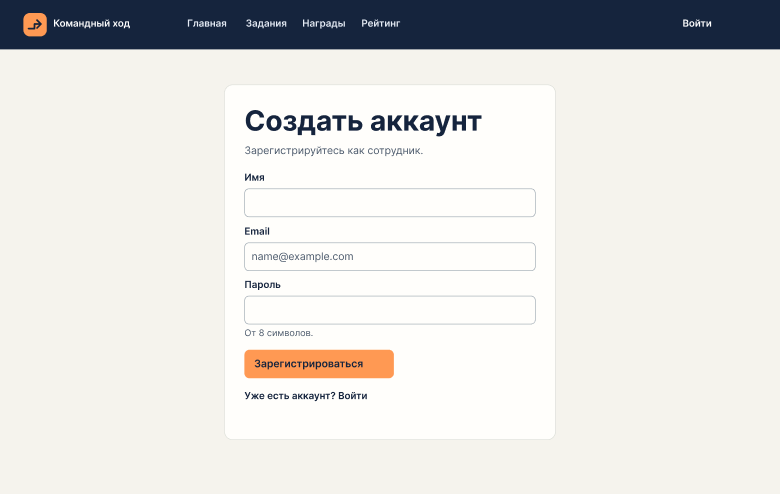 Командный ход
Главная Задания Награды Рейтинг
Войти
Создать аккаунт
Зарегистрируйтесь как сотрудник.
Имя
Email
name@example.com
Пароль
От 8 символов.
Зарегистрироваться
Уже есть аккаунт? Войти